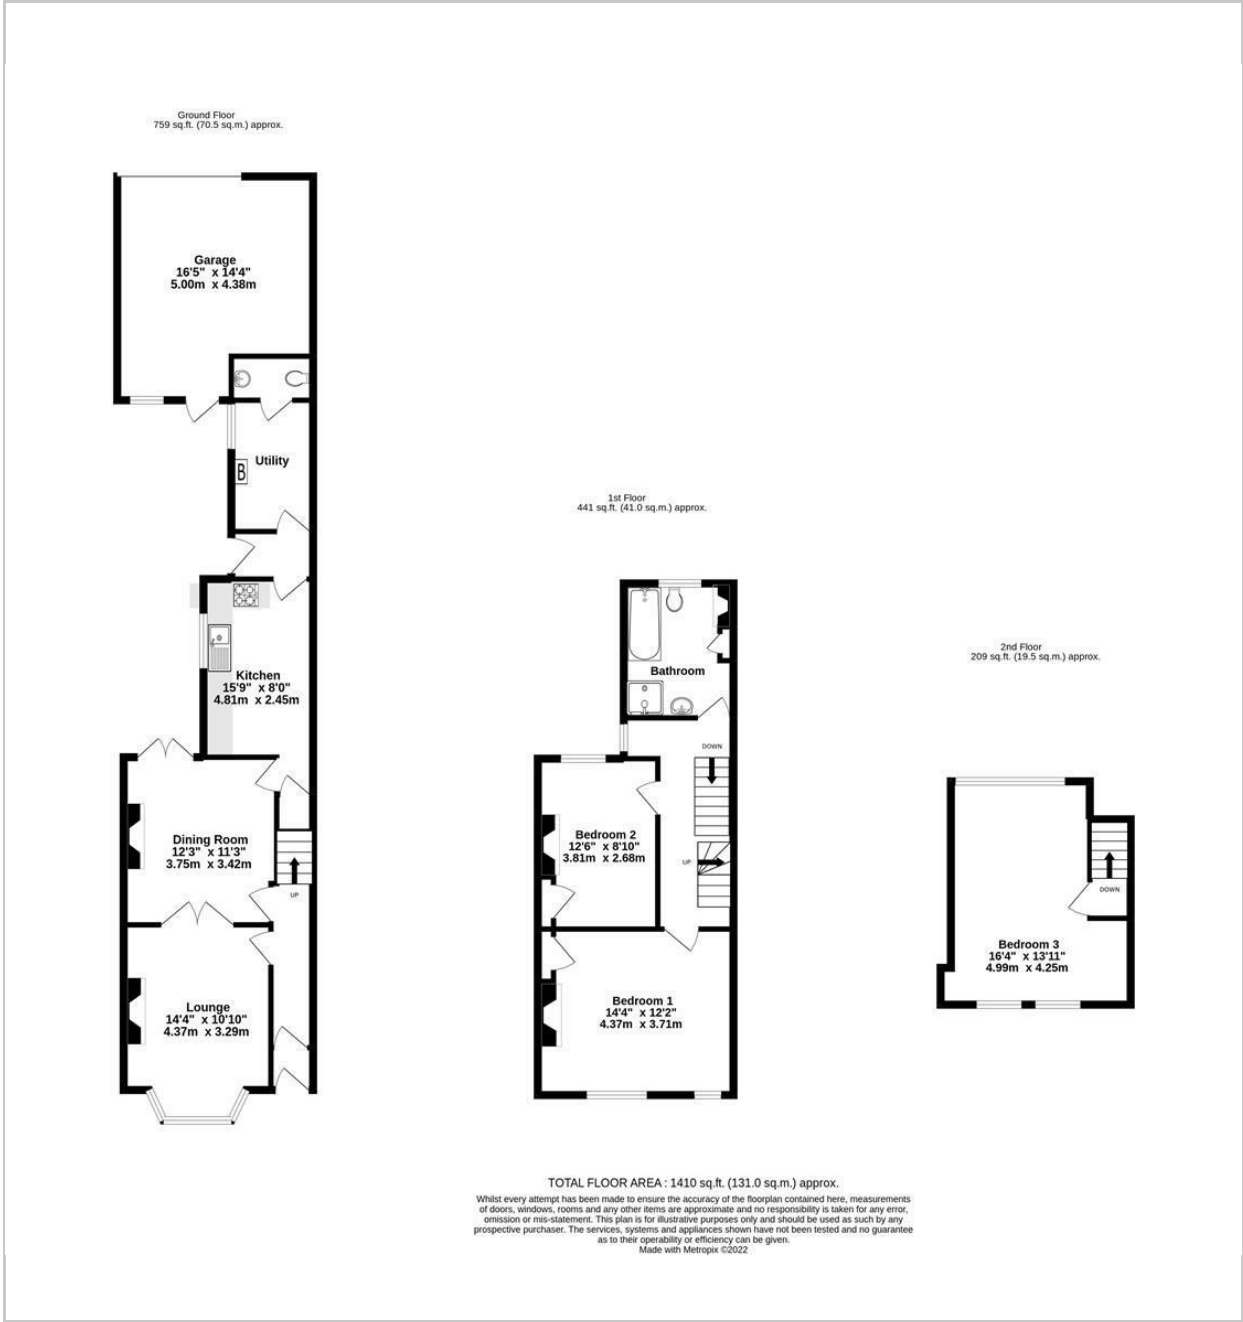 Ground Floor
759 sq.ft. (70.5 sq.m.) approx.
Garage
16'5" x 14'4"
5.00m x 4.38m
Utility
B
Kitchen
15'9" x 8'0"
4.81m x 2.45m
Dining Room
12'3" x 11'3"
3.75m x 3.42m
UP
Lounge
14'4" x 10'10"
4.37m x 3.29m
1st Floor
441 sq.ft. (41.0 sq.m.) approx.
Bathroom
DOWN
Bedroom 2
12'6" x 8'10"
3.81m x 2.68m
UP
Bedroom 1
14'4" x 12'2"
4.37m x 3.71m
2nd Floor
209 sq.ft. (19.5 sq.m.) approx.
DOWN
Bedroom 3
16'4" x 13'11"
4.99m x 4.25m
TOTAL FLOOR AREA : 1410 sq.ft. (131.0 sq.m.) approx.
Whilst every attempt has been made to ensure the accuracy of the floorplan contained here, measurements
of doors, windows, rooms and any other items are approximate and no responsibility is taken for any error,
omission or mis-statement. This plan is for illustrative purposes only and should be used as such by any
prospective purchaser. The services, systems and appliances shown have not been tested and no guarantee
as to their operability or efficiency can be given.
Made with Metropix ©2022